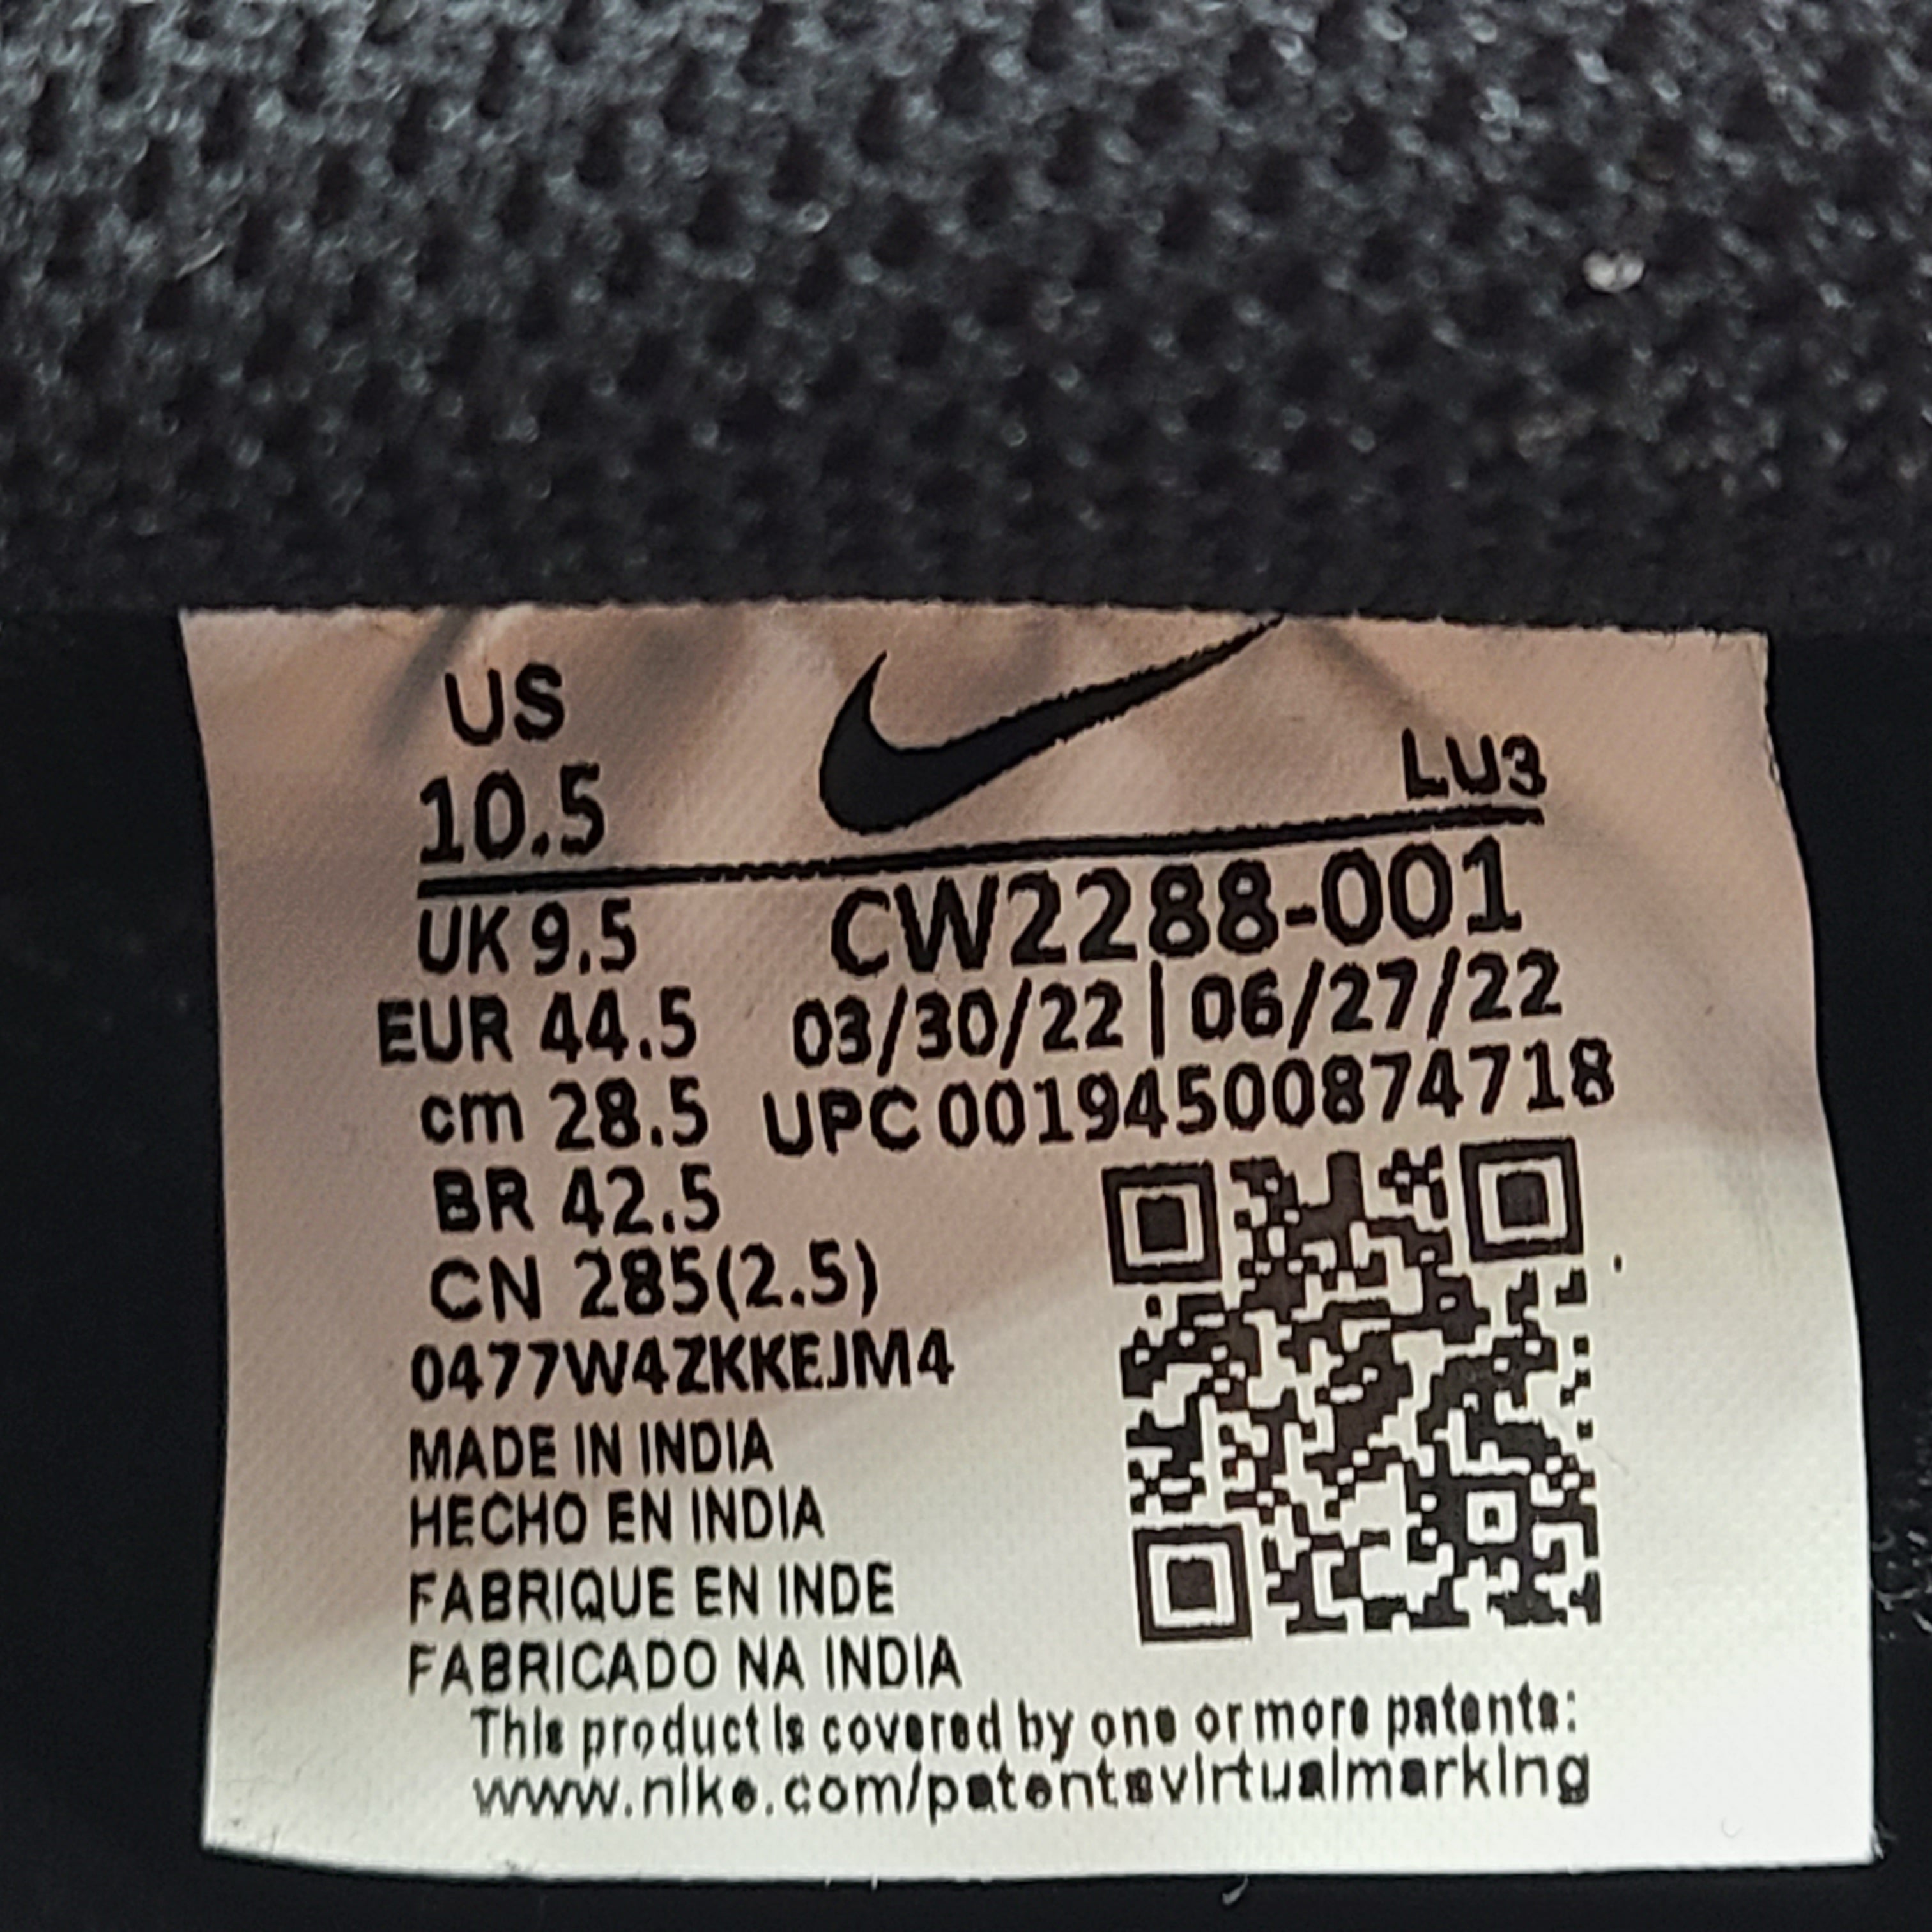 US
10.5
LU3
UK 9.5
CW2288-001
EUR 44.5
03/30/22 | 06/27/22
cm 28.5
UPC 00194500874718
BR 42.5
CN 285(2.5)
0477W4ZKKEJM4
MADE IN INDIA
HECHO EN INDIA
FABRIQUE EN INDE
FABRICADO NA INDIA
This product is covered by one or more patents:
www.nike.com/patentsvirtualmarking